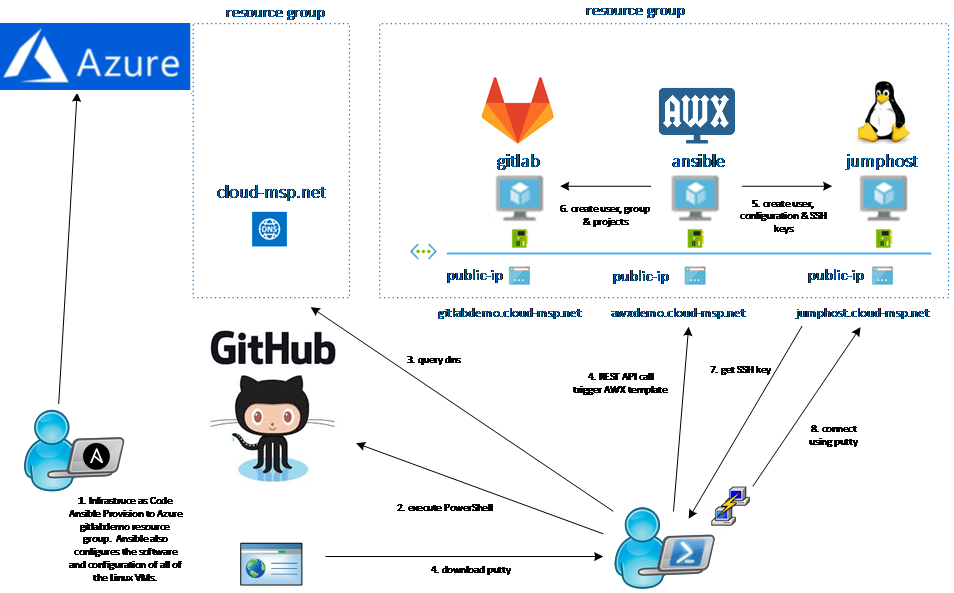 resource group
resource group
Azure
cloud-msp.net
DNS
gitlab
AWX
ansible
jumphost
6. create user, group
& projects
5. create user,
configuration & SSH
keys
public-ip
public-ip
public-ip
gitlabdemo.cloud-msp.net
awxdemo.cloud-msp.net
jumphost.cloud-msp.net
GitHub
3. query dns
4. REST API call
trigger AWX template
7. get SSH key
8. connect
using putty
1. Infrastruce as Code
Ansible Provision to Azure
gitlabdemo resource
group. Ansible also
configures the software
and configuration of all of
the Linux VMs.
2. execute PowerShell
4. download putty